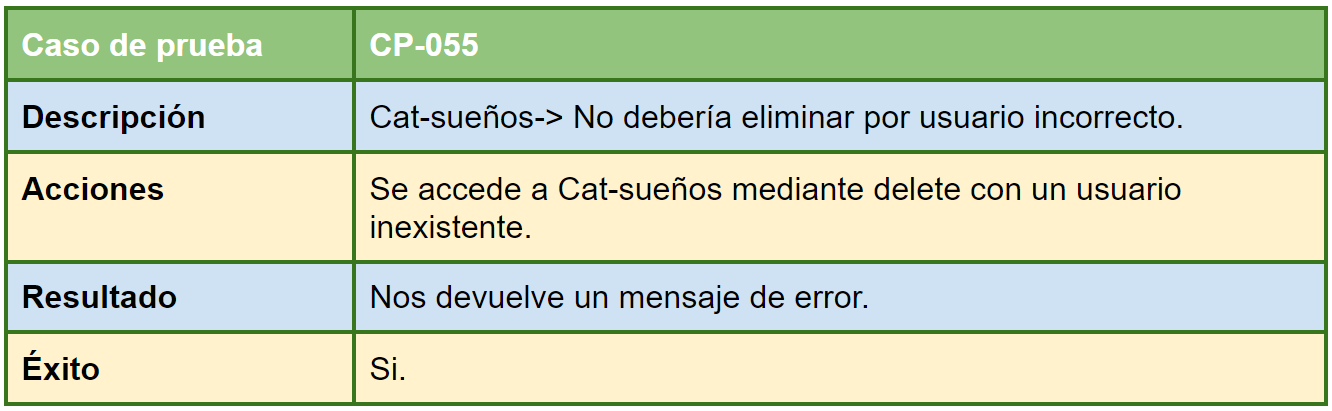 Caso de prueba CP-055
Descripción Cat-sueños-> No debería eliminar por usuario incorrecto.
Acciones Se accede a Cat-sueños mediante delete con un usuario
inexistente.
Resultado Nos devuelve un mensaje de error.
Éxito Si.